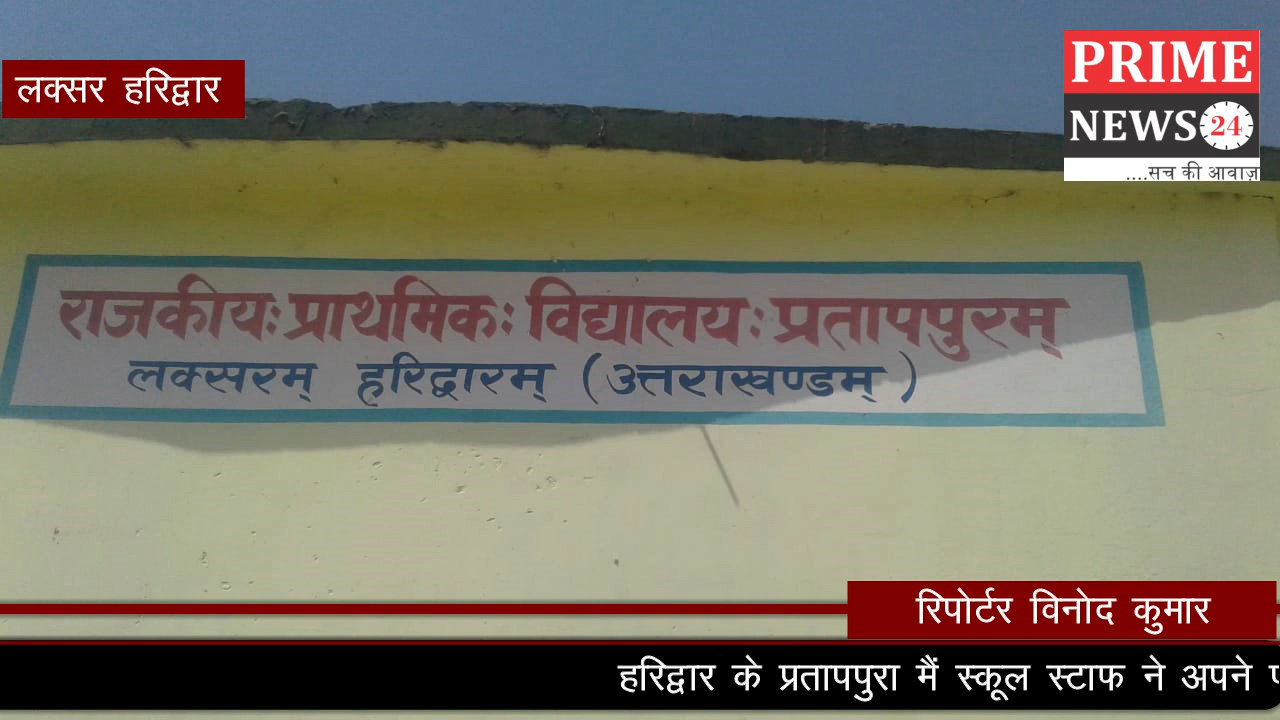 लक्सर हरिद्वार
PRIME
NEWS 24
....सच की आवाज़
राजकीयः प्राथमिकः विद्यालयः प्रतापपुरम्
लक्सरम् हरिद्वारम् (उत्तराखण्डम्)
रिपोर्टर विनोद कुमार
हरिद्वार के प्रतापपुरा मैं स्कूल स्टाफ ने अपने